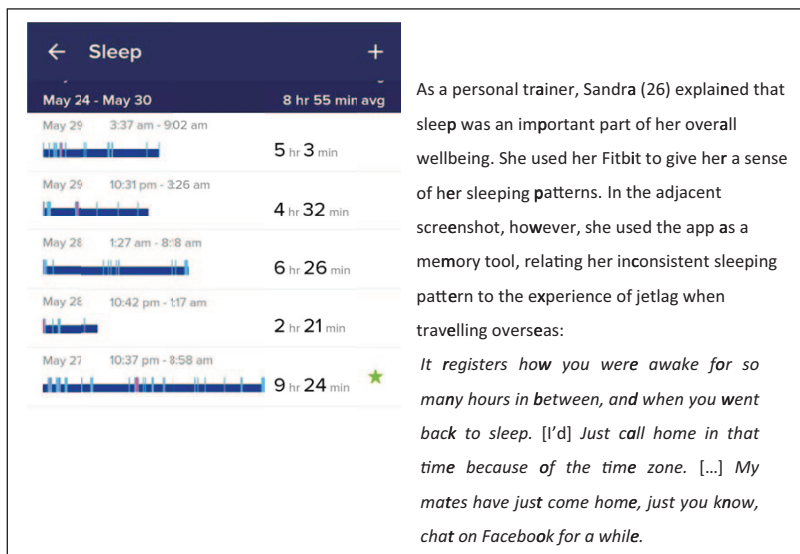 Sleep
May 24 - May 30 8 hr 55 min avg
May 29 3:37 am - 9:02 am
5 hr 3 min
May 29 10:31 pm - 3:26 am
4 hr 32 min
May 28 1:27 am - 8:18 am
6 hr 26 min
May 28 10:42 pm - 1:17 am
2 hr 21 min
May 27 10:37 pm - 8:58 am
9 hr 24 min
As a personal trainer, Sandra (26) explained that
sleep was an important part of her overall
wellbeing. She used her Fitbit to give her a sense
of her sleeping patterns. In the adjacent
screenshot, however, she used the app as a
memory tool, relating her inconsistent sleeping
pattern to the experience of jetlag when
travelling overseas:
It registers how you were awake for so
many hours in between, and when you went
back to sleep. [I'd] Just call home in that
time because of the time zone. [...] My
mates have just come home, just you know,
chat on Facebook for a while.